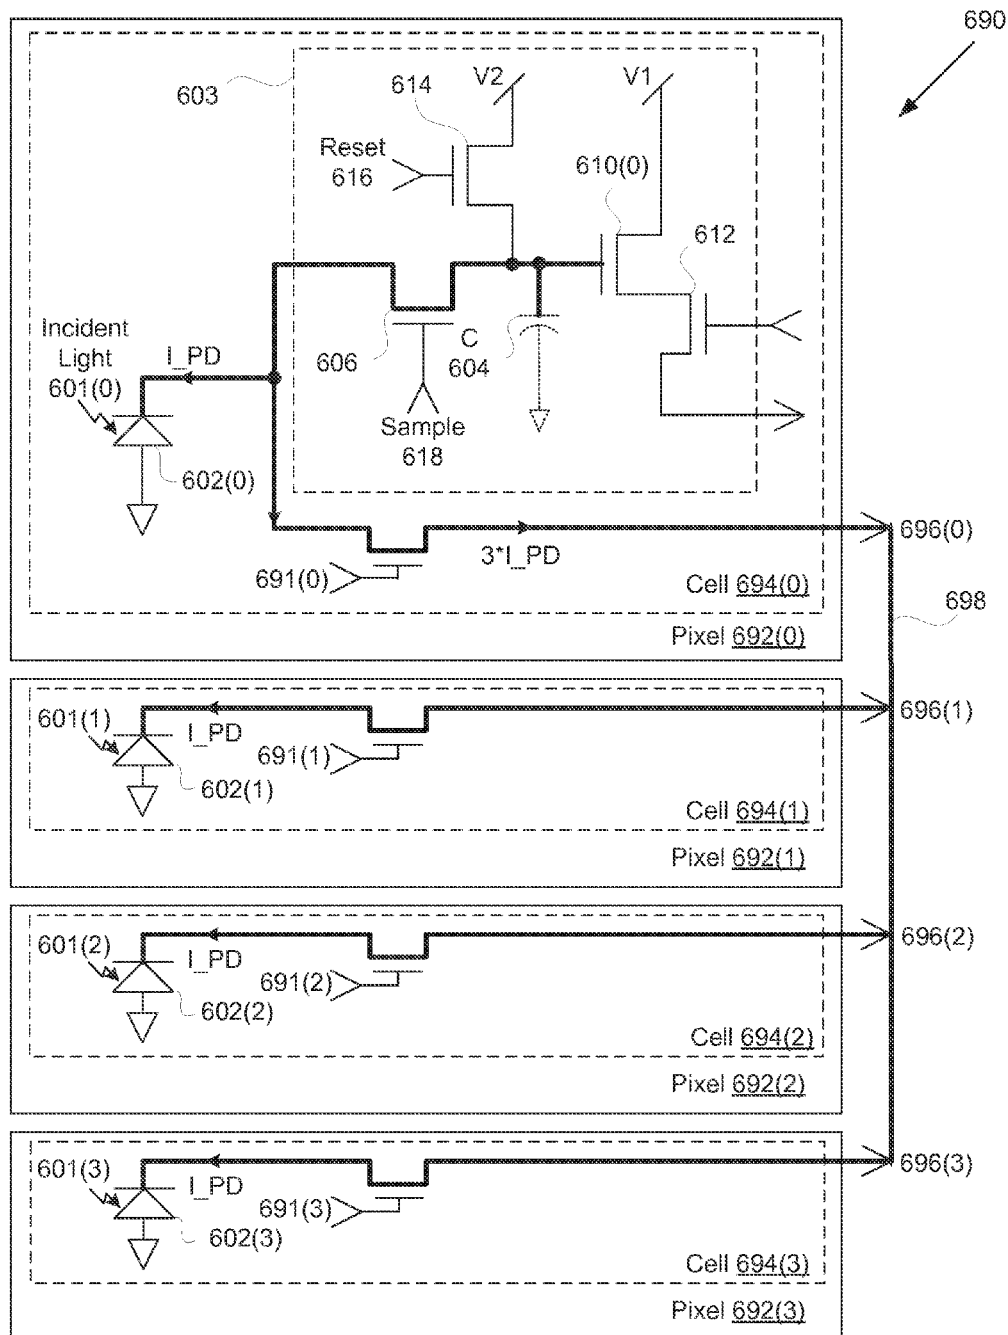 690
603
V2
V1
614
Reset
616
610(0)
612
Incident
Light
601(0)
I_PD
606
C
604
Sample
618
602(0)
696(0)
3*I_PD
691(0)
Cell 694(0)
698
Pixel 692(0)
601(1)
I_PD
696(1)
691(1)
602(1)
Cell 694(1)
Pixel 692(1)
601(2)
I_PD
696(2)
691(2)
602(2)
Cell 694(2)
Pixel 692(2)
601(3)
I_PD
696(3)
691(3)
602(3)
Cell 694(3)
Pixel 692(3)